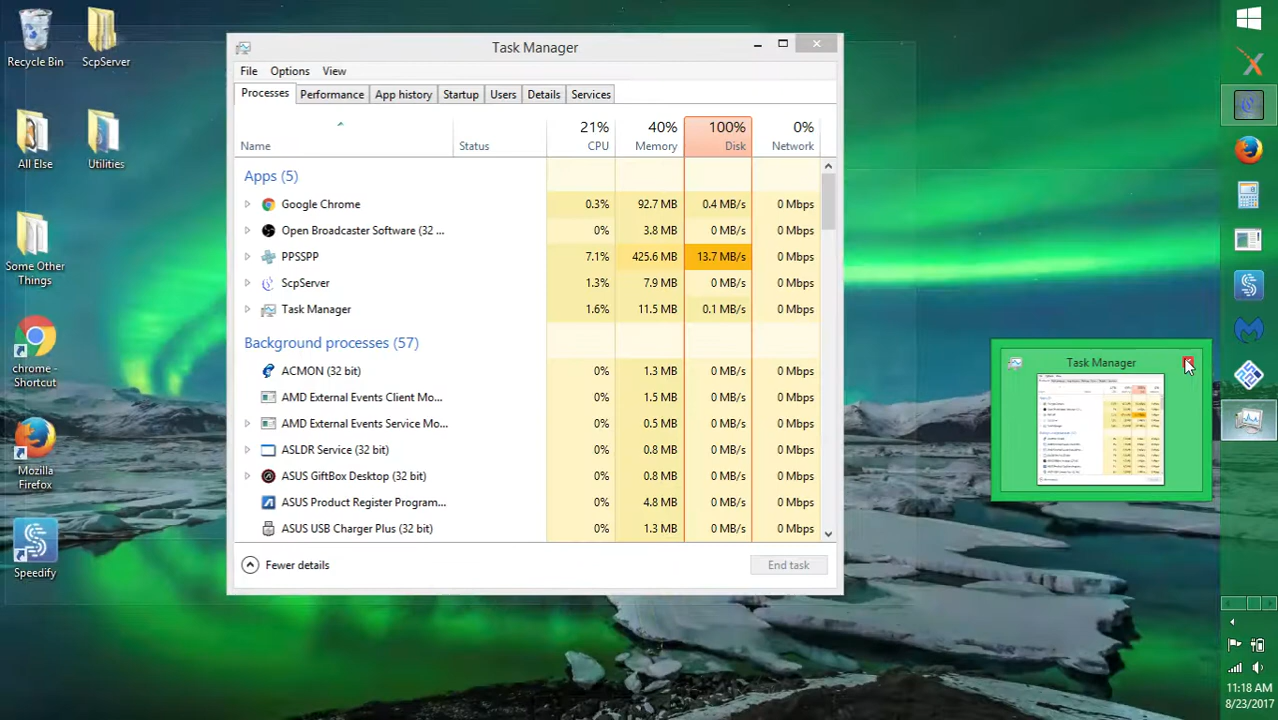 Recycle Bin
ScpServer
All Else
Utilities
Some Other
Things
chrome -
Shortcut
Mozilla
Firefox
Speedify
Task Manager
File Options View
Processes Performance App history Startup Users Details Services
21% 40% 100% 0%
Name Status CPU Memory Disk Network
Apps (5)
Google Chrome 0.3% 92.7 MB 0.4 MB/s 0 Mbps
Open Broadcaster Software (32 ... 0% 3.8 MB 0 MB/s 0 Mbps
PPSSPP 7.1% 425.6 MB 13.7 MB/s 0 Mbps
ScpServer 1.3% 7.9 MB 0 MB/s 0 Mbps
Task Manager 1.6% 11.5 MB 0.1 MB/s 0 Mbps
Background processes (57)
ACMON (32 bit) 0% 1.3 MB 0 MB/s 0 Mbps
AMD External Events Client Mo... 0% 1.5 MB 0 MB/s 0 Mbps
AMD External Events Service Mo... 0% 0.5 MB 0 MB/s 0 Mbps
ASLDR Service (32 bit) 0% 0.8 MB 0 MB/s 0 Mbps
ASUS GiftBox Desktop (32 bit) 0% 0.8 MB 0 MB/s 0 Mbps
ASUS Product Register Program... 0% 4.8 MB 0 MB/s 0 Mbps
ASUS USB Charger Plus (32 bit) 0% 1.3 MB 0 MB/s 0 Mbps
Fewer details End task
Task Manager
11:18 AM
8/23/2017